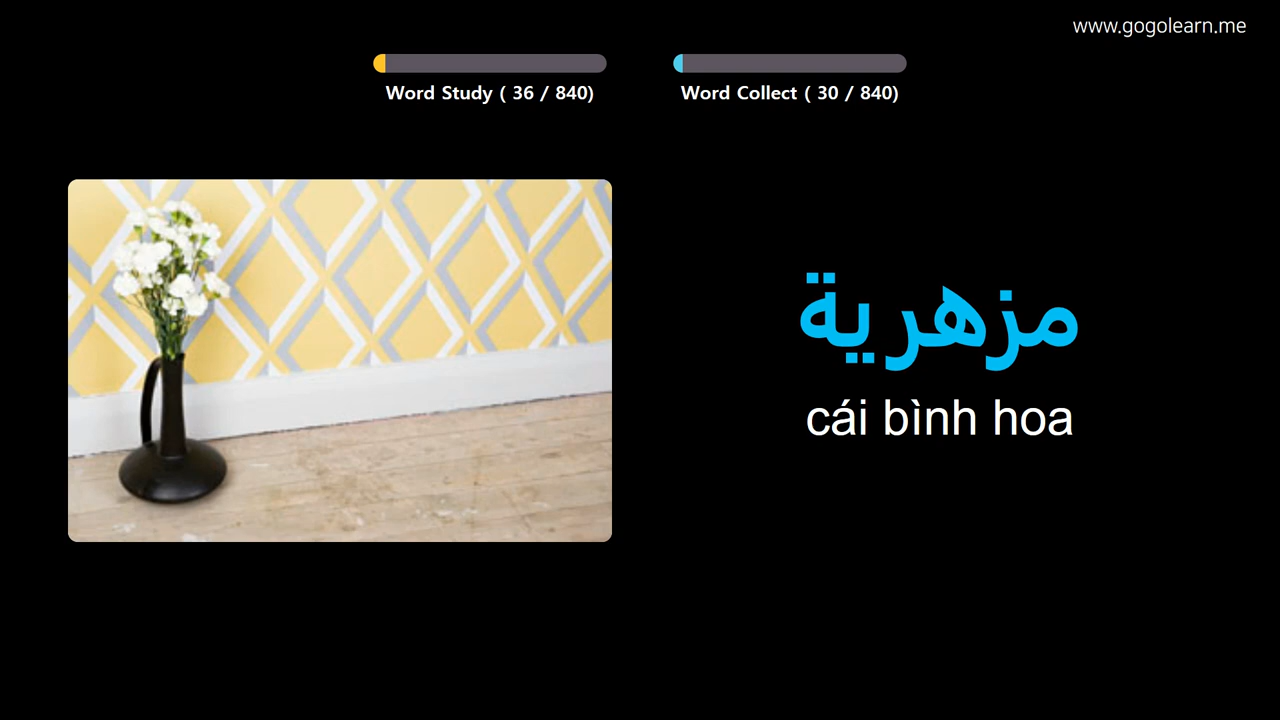 www.gogolearn.me
Word Study ( 36 / 840)
Word Collect ( 30 / 840)
مزهرية
cái bình hoa